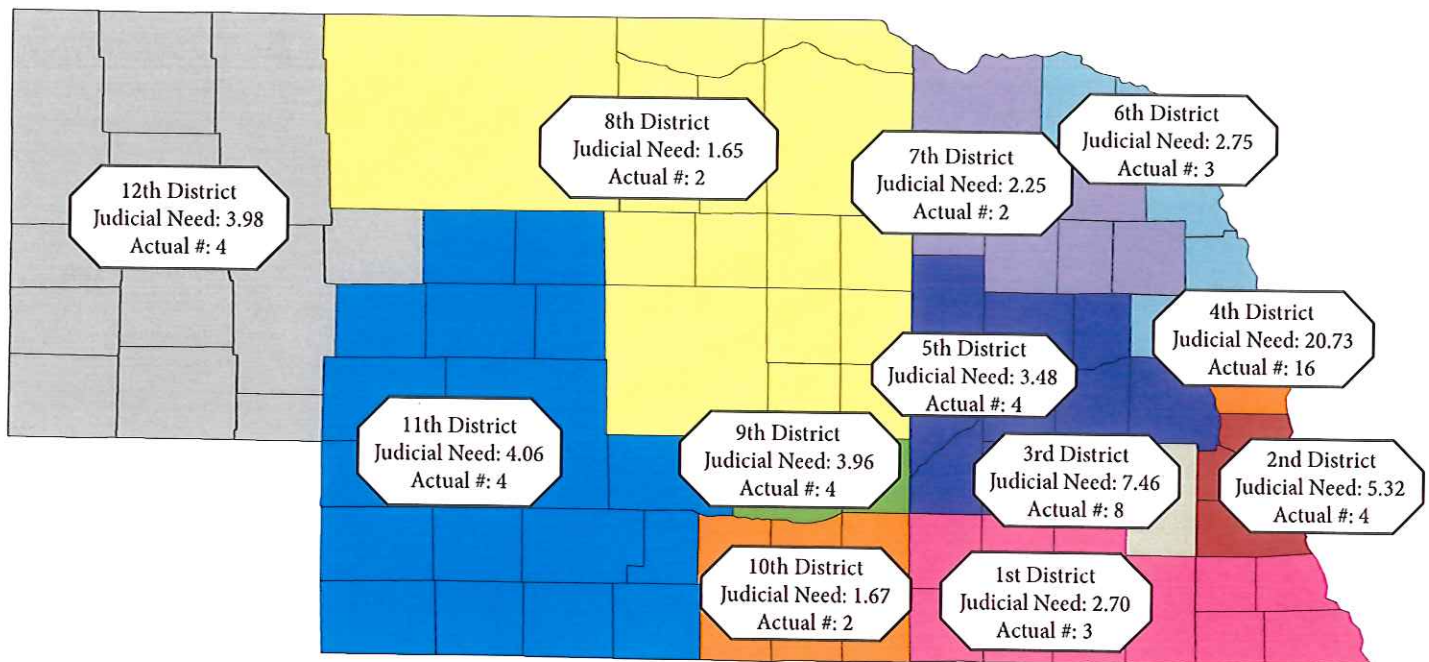 8th District
Judicial Need: 1.65
Actual #: 2
6th District
Judicial Need: 2.75
Actual #: 3
7th District
Judicial Need: 2.25
Actual #: 2
12th District
Judicial Need: 3.98
Actual #: 4
4th District
Judicial Need: 20.73
Actual #: 16
5th District
Judicial Need: 3.48
Actual #: 4
11th District
Judicial Need: 4.06
Actual #: 4
9th District
Judicial Need: 3.96
Actual #: 4
3rd District
Judicial Need: 7.46
Actual #: 8
2nd District
Judicial Need: 5.32
Actual #: 4
10th District
Judicial Need: 1.67
Actual #: 2
1st District
Judicial Need: 2.70
Actual #: 3